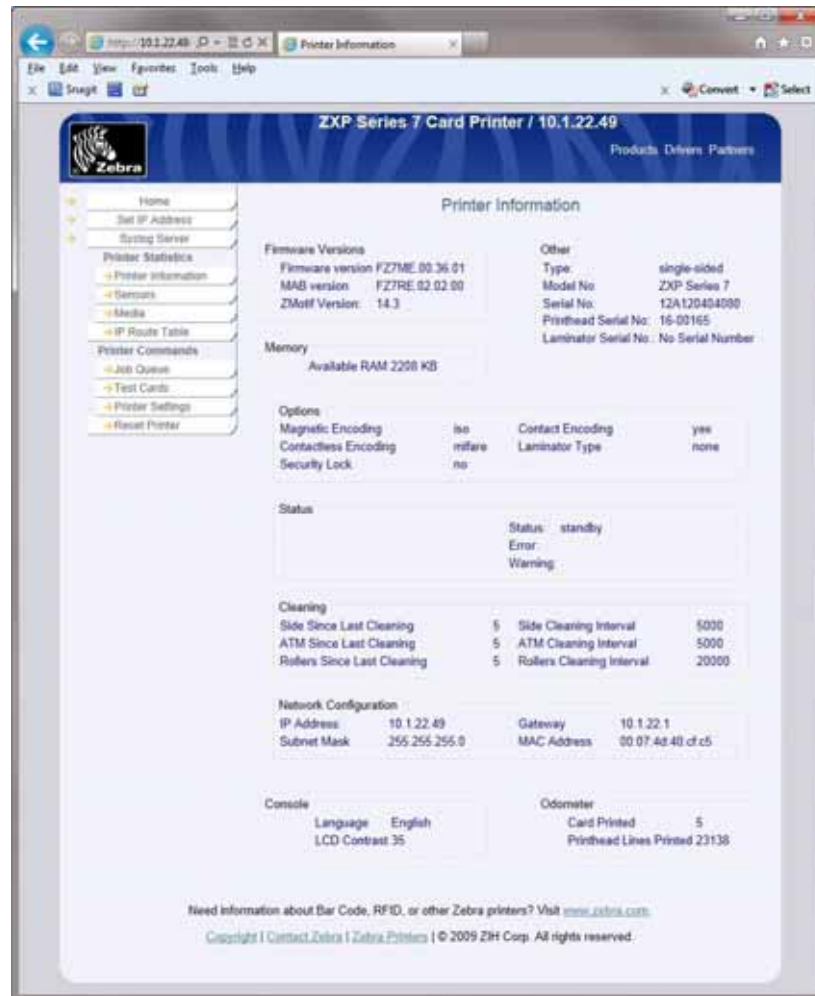 http://10.1.22.49
Printer Information
File Edit View Favorites Tools Help
Snagit
Convert
Select
ZXP Series 7 Card Printer / 10.1.22.49
Zebra
Products Drivers Partners
Home
Set IP Address
Syslog Server
Printer Statistics
Printer Information
Sensors
Media
IP Route Table
Printer Commands
Job Queue
Test Cards
Printer Settings
Reset Printer
Printer Information
Firmware Versions
Firmware version FZ7ME.00.36.01
MAB version FZ7RE.02.02.00
ZMotif Version: 14.3
Other
Type: single-sided
Model No ZXP Series 7
Serial No: 12A120404080
Printhead Serial No: 16-00165
Laminator Serial No.: No Serial Number
Memory
Available RAM 2208 KB
Options
Magnetic Encoding iso Contact Encoding yes
Contactless Encoding mifare Laminator Type none
Security Lock no
Status
Status: standby
Error:
Warning:
Cleaning
Side Since Last Cleaning 5 Side Cleaning Interval 5000
ATM Since Last Cleaning 5 ATM Cleaning Interval 5000
Rollers Since Last Cleaning 5 Rollers Cleaning Interval 20000
Network Configuration
IP Address 10.1.22.49 Gateway 10.1.22.1
Subnet Mask 255.255.255.0 MAC Address 00:07:4d:40:cf:c5
Console
Language English
LCD Contrast 35
Odometer
Card Printed 5
Printhead Lines Printed 23138
Need information about Bar Code, RFID, or other Zebra printers? Visit www.zebra.com.
Copyright | Contact Zebra | Zebra Printers | © 2009 ZIH Corp. All rights reserved.